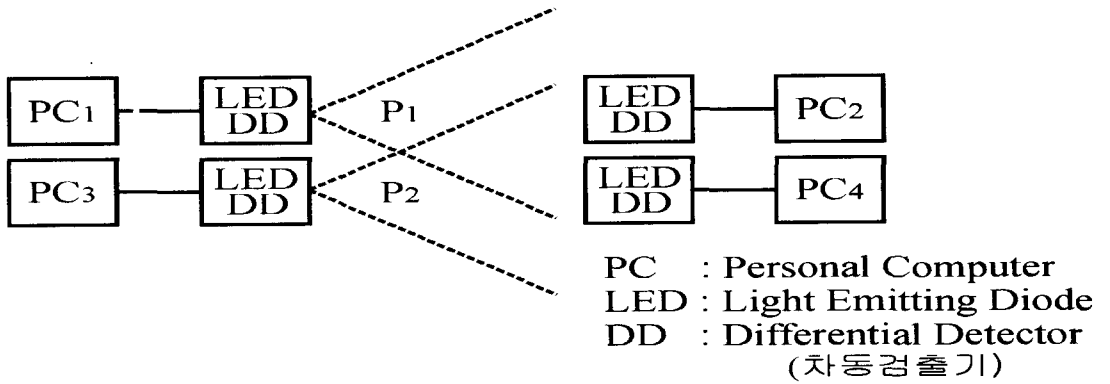 PC1 LED DD P1 LED DD PC2
PC3 LED DD P2 LED DD PC4
PC : Personal Computer
LED : Light Emitting Diode
DD : Differential Detector
(차동검출기)